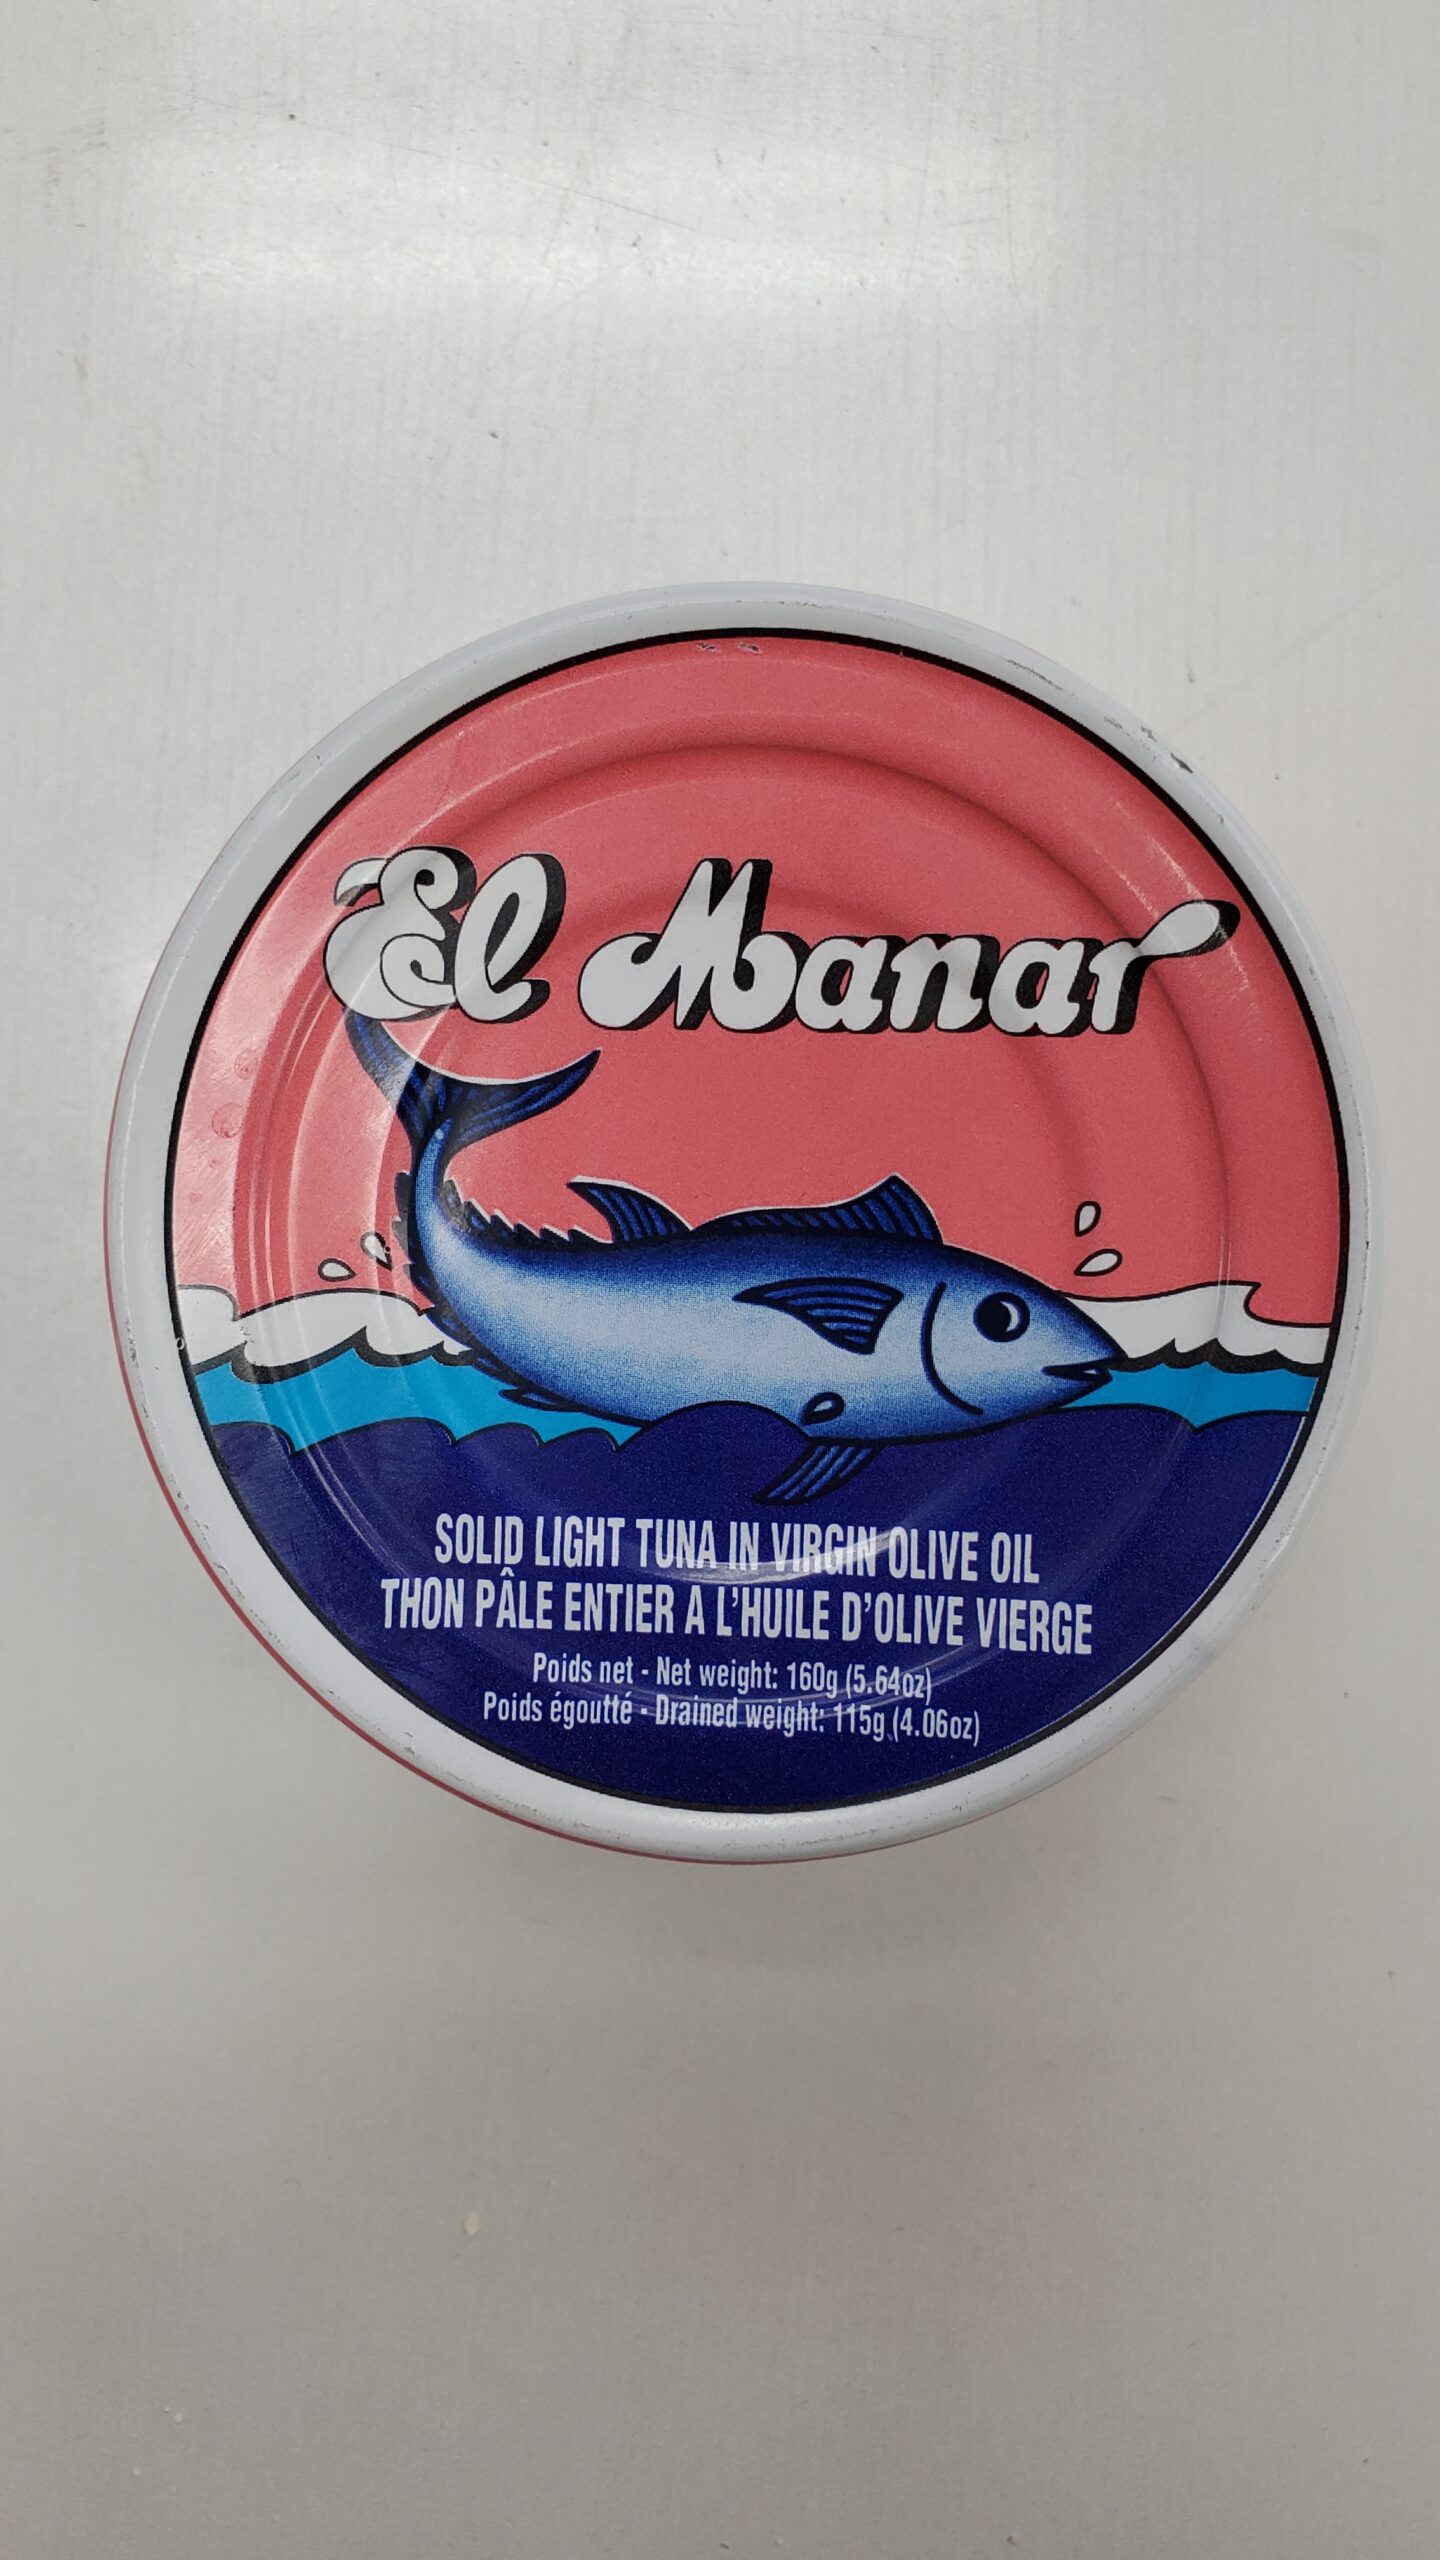 El Manar
SOLID LIGHT TUNA IN VIRGIN OLIVE OIL
THON PÂLE ENTIER A L'HUILE D'OLIVE VIERGE
Poids net - Net weight: 160g (5.64oz)
Poids égoutté - Drained weight: 115g (4.06oz)